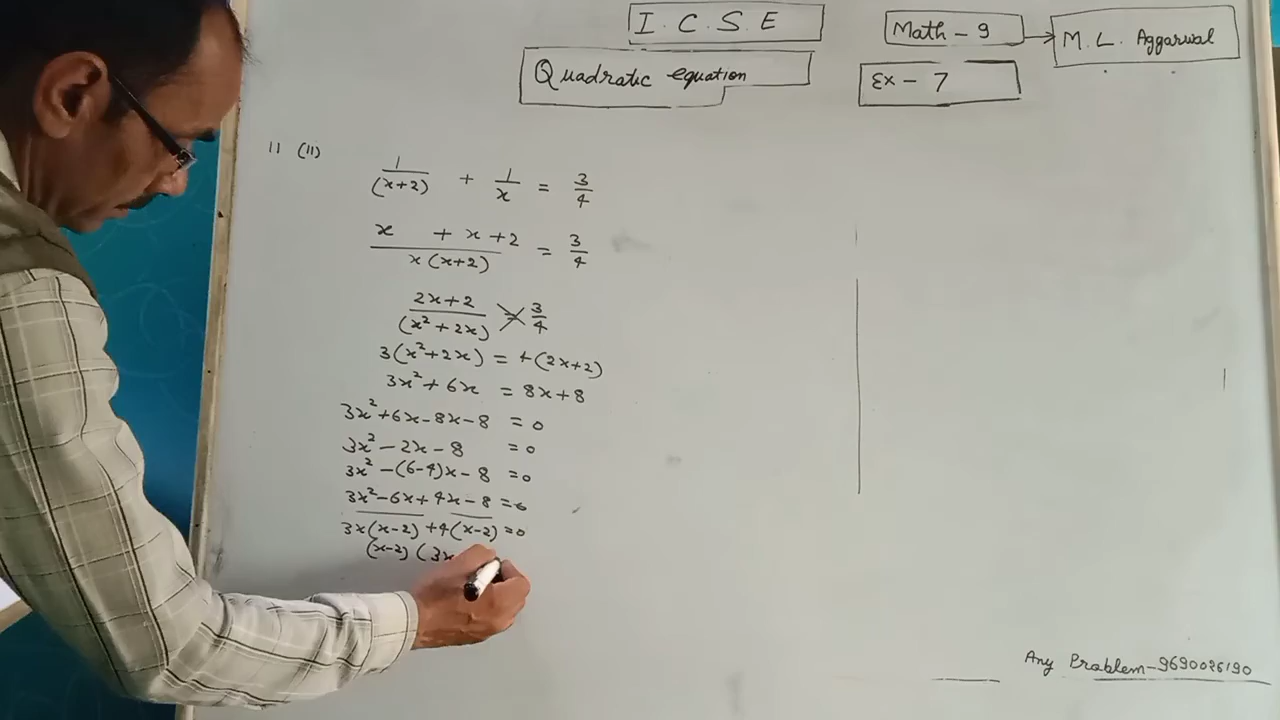 I. C. S. E
Math - 9
M. L. Aggarwal
Quadratic equation
Ex - 7
11 (11)
1/(x+2) + 1/x = 3/4
x + x + 2/x(x+2) = 3/4
2x+2/(x²+2x) = 3/4
3(x²+2x) = 4(2x+2)
3x²+6x = 8x+8
3x²+6x-8x-8 = 0
3x²-2x-8 = 0
3x²-(6-4)x-8 = 0
3x²-6x+4x-8 = 0
3x(x-2)+4(x-2) = 0
(x-2) (3x
Any Problem-9690026190